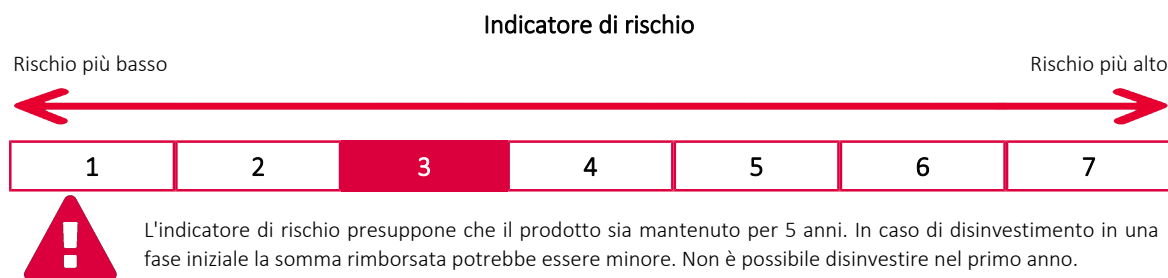 Indicatore di rischio
Rischio più basso Rischio più alto
1 2 3 4 5 6 7
L'indicatore di rischio presuppone che il prodotto sia mantenuto per 5 anni. In caso di disinvestimento in una
fase iniziale la somma rimborsata potrebbe essere minore. Non è possibile disinvestire nel primo anno.